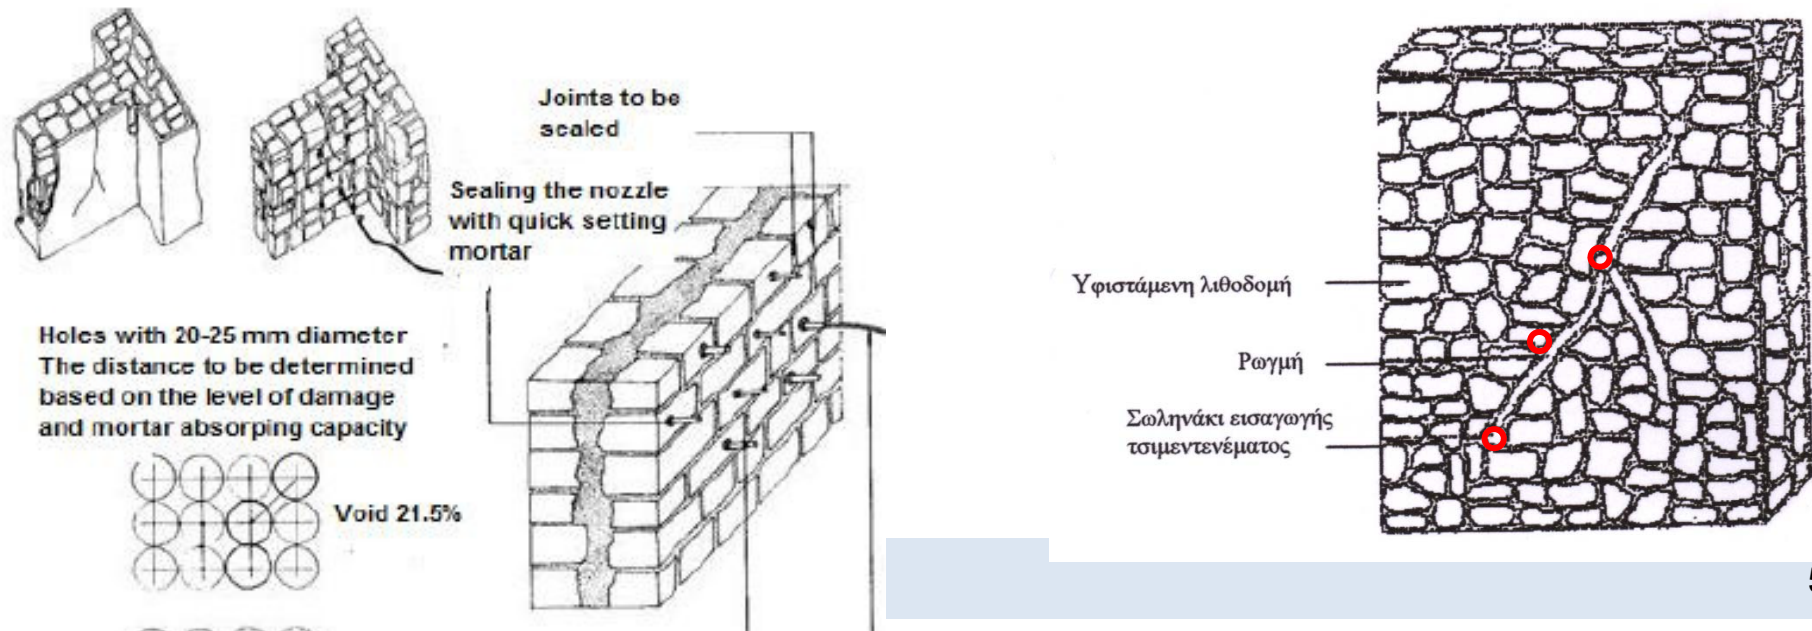 Joints to be
sealed
Sealing the nozzle
with quick setting
mortar
Holes with 20-25 mm diameter
The distance to be determined
based on the level of damage
and mortar absorping capacity
Void 21.5%
Υφιστάμενη λιθοδομή
Ρωγμή
Σωληνάκι εισαγωγής
τσιμεντενέματος